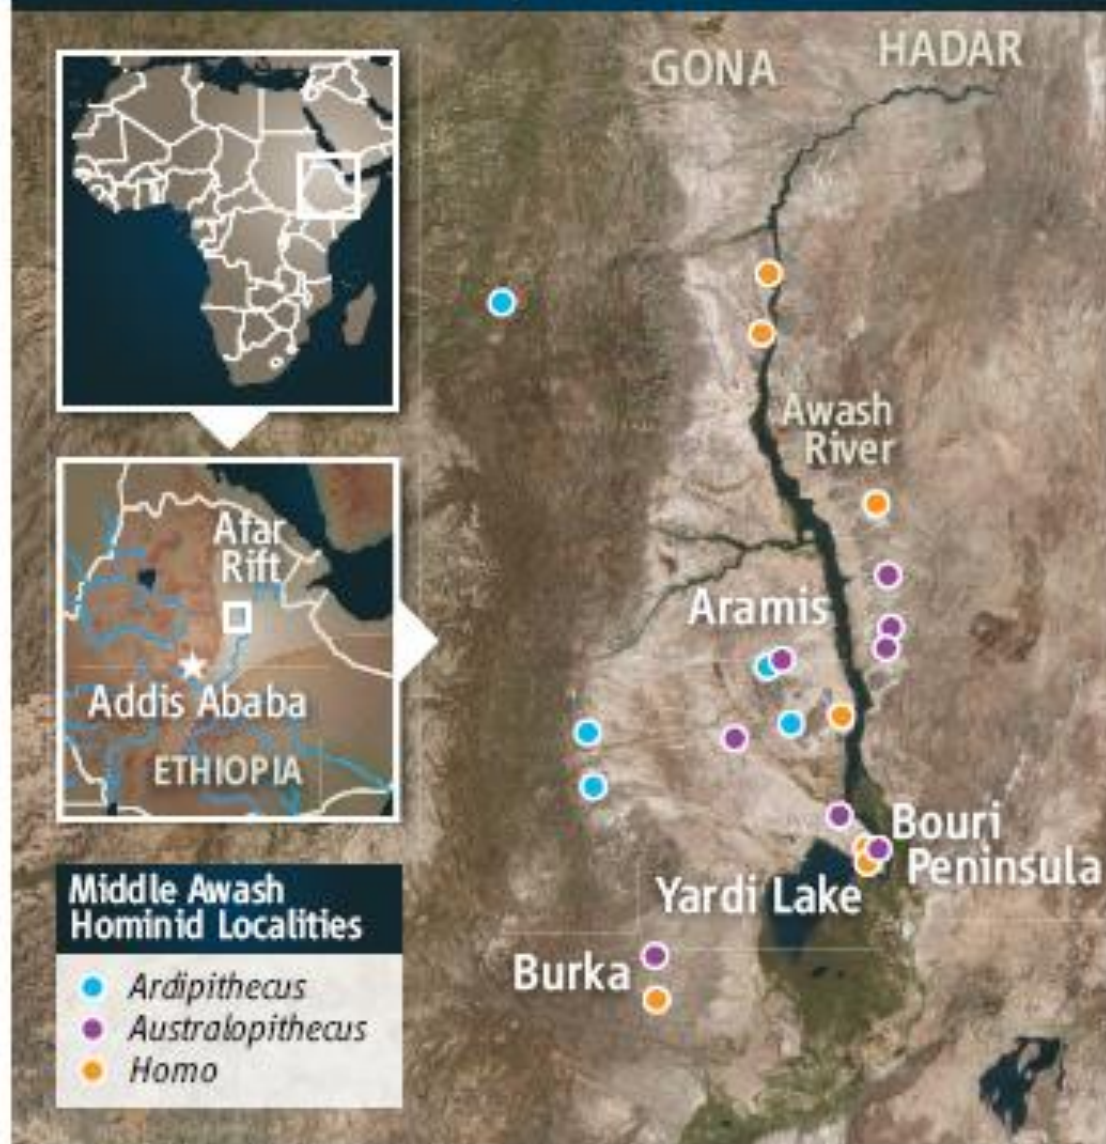 GONA
HADAR
Awash
River
Afar
Rift
Addis Ababa
ETHIOPIA
Aramis
Bouri
Peninsula
Yardi Lake
Burka
Middle Awash
Hominid Localities
Ardipithecus
Australopithecus
Homo